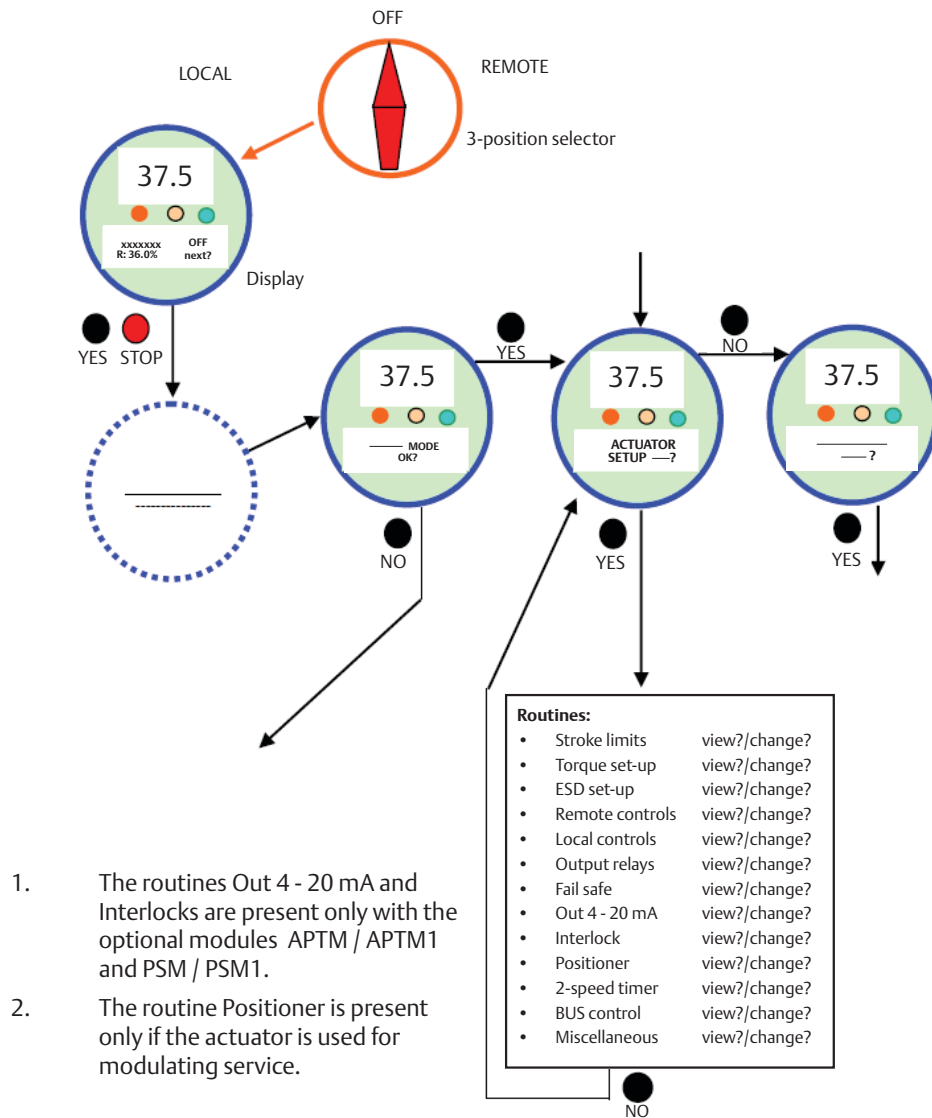 OFF
LOCAL
REMOTE
3-position selector
37.5
xxxxxxx OFF
R: 36.0% next?
Display
YES STOP
37.5
MODE
OK?
YES
NO
37.5
ACTUATOR
SETUP ?
NO
YES
37.5
?
YES
Routines:
• Stroke limits view?/change?
• Torque set-up view?/change?
• ESD set-up view?/change?
• Remote controls view?/change?
• Local controls view?/change?
• Output relays view?/change?
• Fail safe view?/change?
• Out 4 - 20 mA view?/change?
• Interlock view?/change?
• Positioner view?/change?
• 2-speed timer view?/change?
• BUS control view?/change?
• Miscellaneous view?/change?
NO
1. The routines Out 4 - 20 mA and
Interlocks are present only with the
optional modules APTM / APTM1
and PSM / PSM1.
2. The routine Positioner is present
only if the actuator is used for
modulating service.